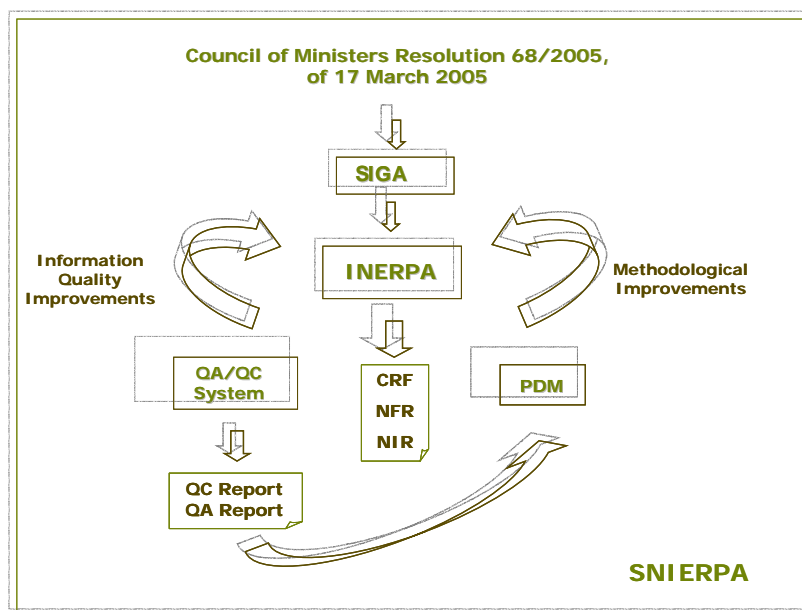 Council of Ministers Resolution 68/2005,
of 17 March 2005
SIGA
INERPA
Information
Quality
Improvements
Methodological
Improvements
QA/QC
System
CRF
NFR
NIR
PDM
QC Report
QA Report
SNIERPA